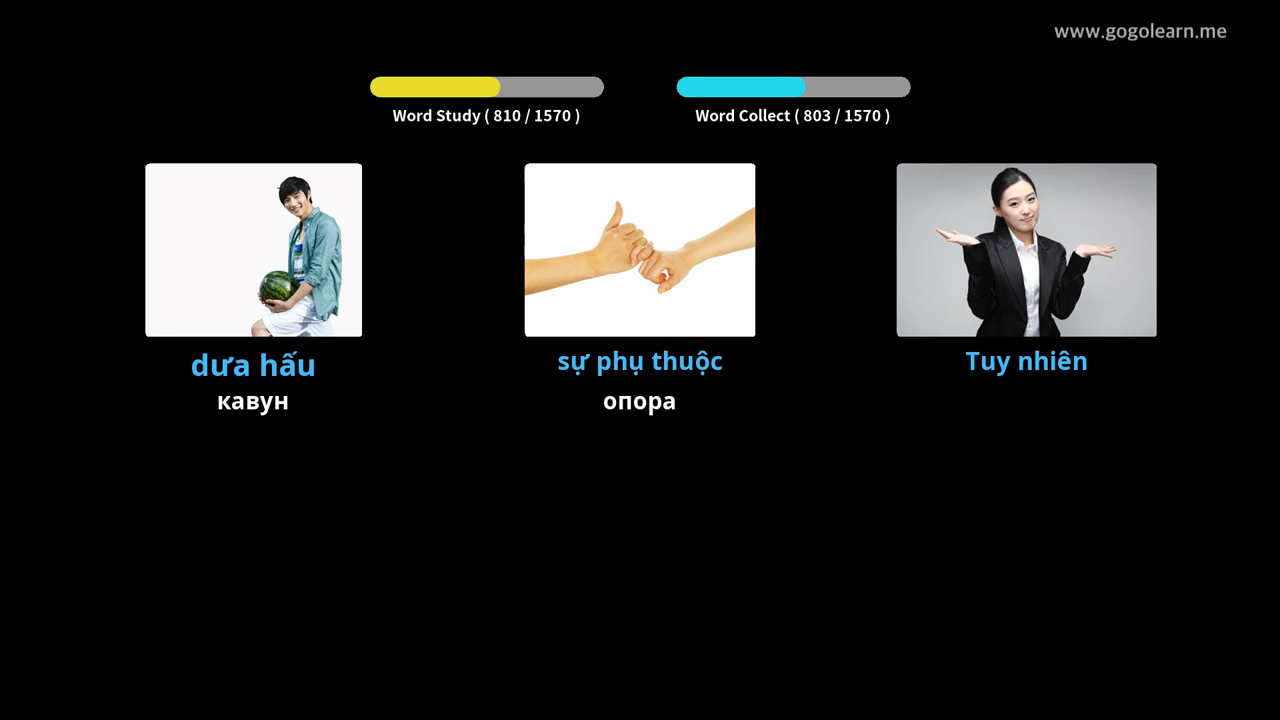 www.gogolearn.me
Word Study ( 810 / 1570 )
Word Collect ( 803 / 1570 )
dưa hấu
sự phụ thuộc
Tuy nhiên
кавун
опора